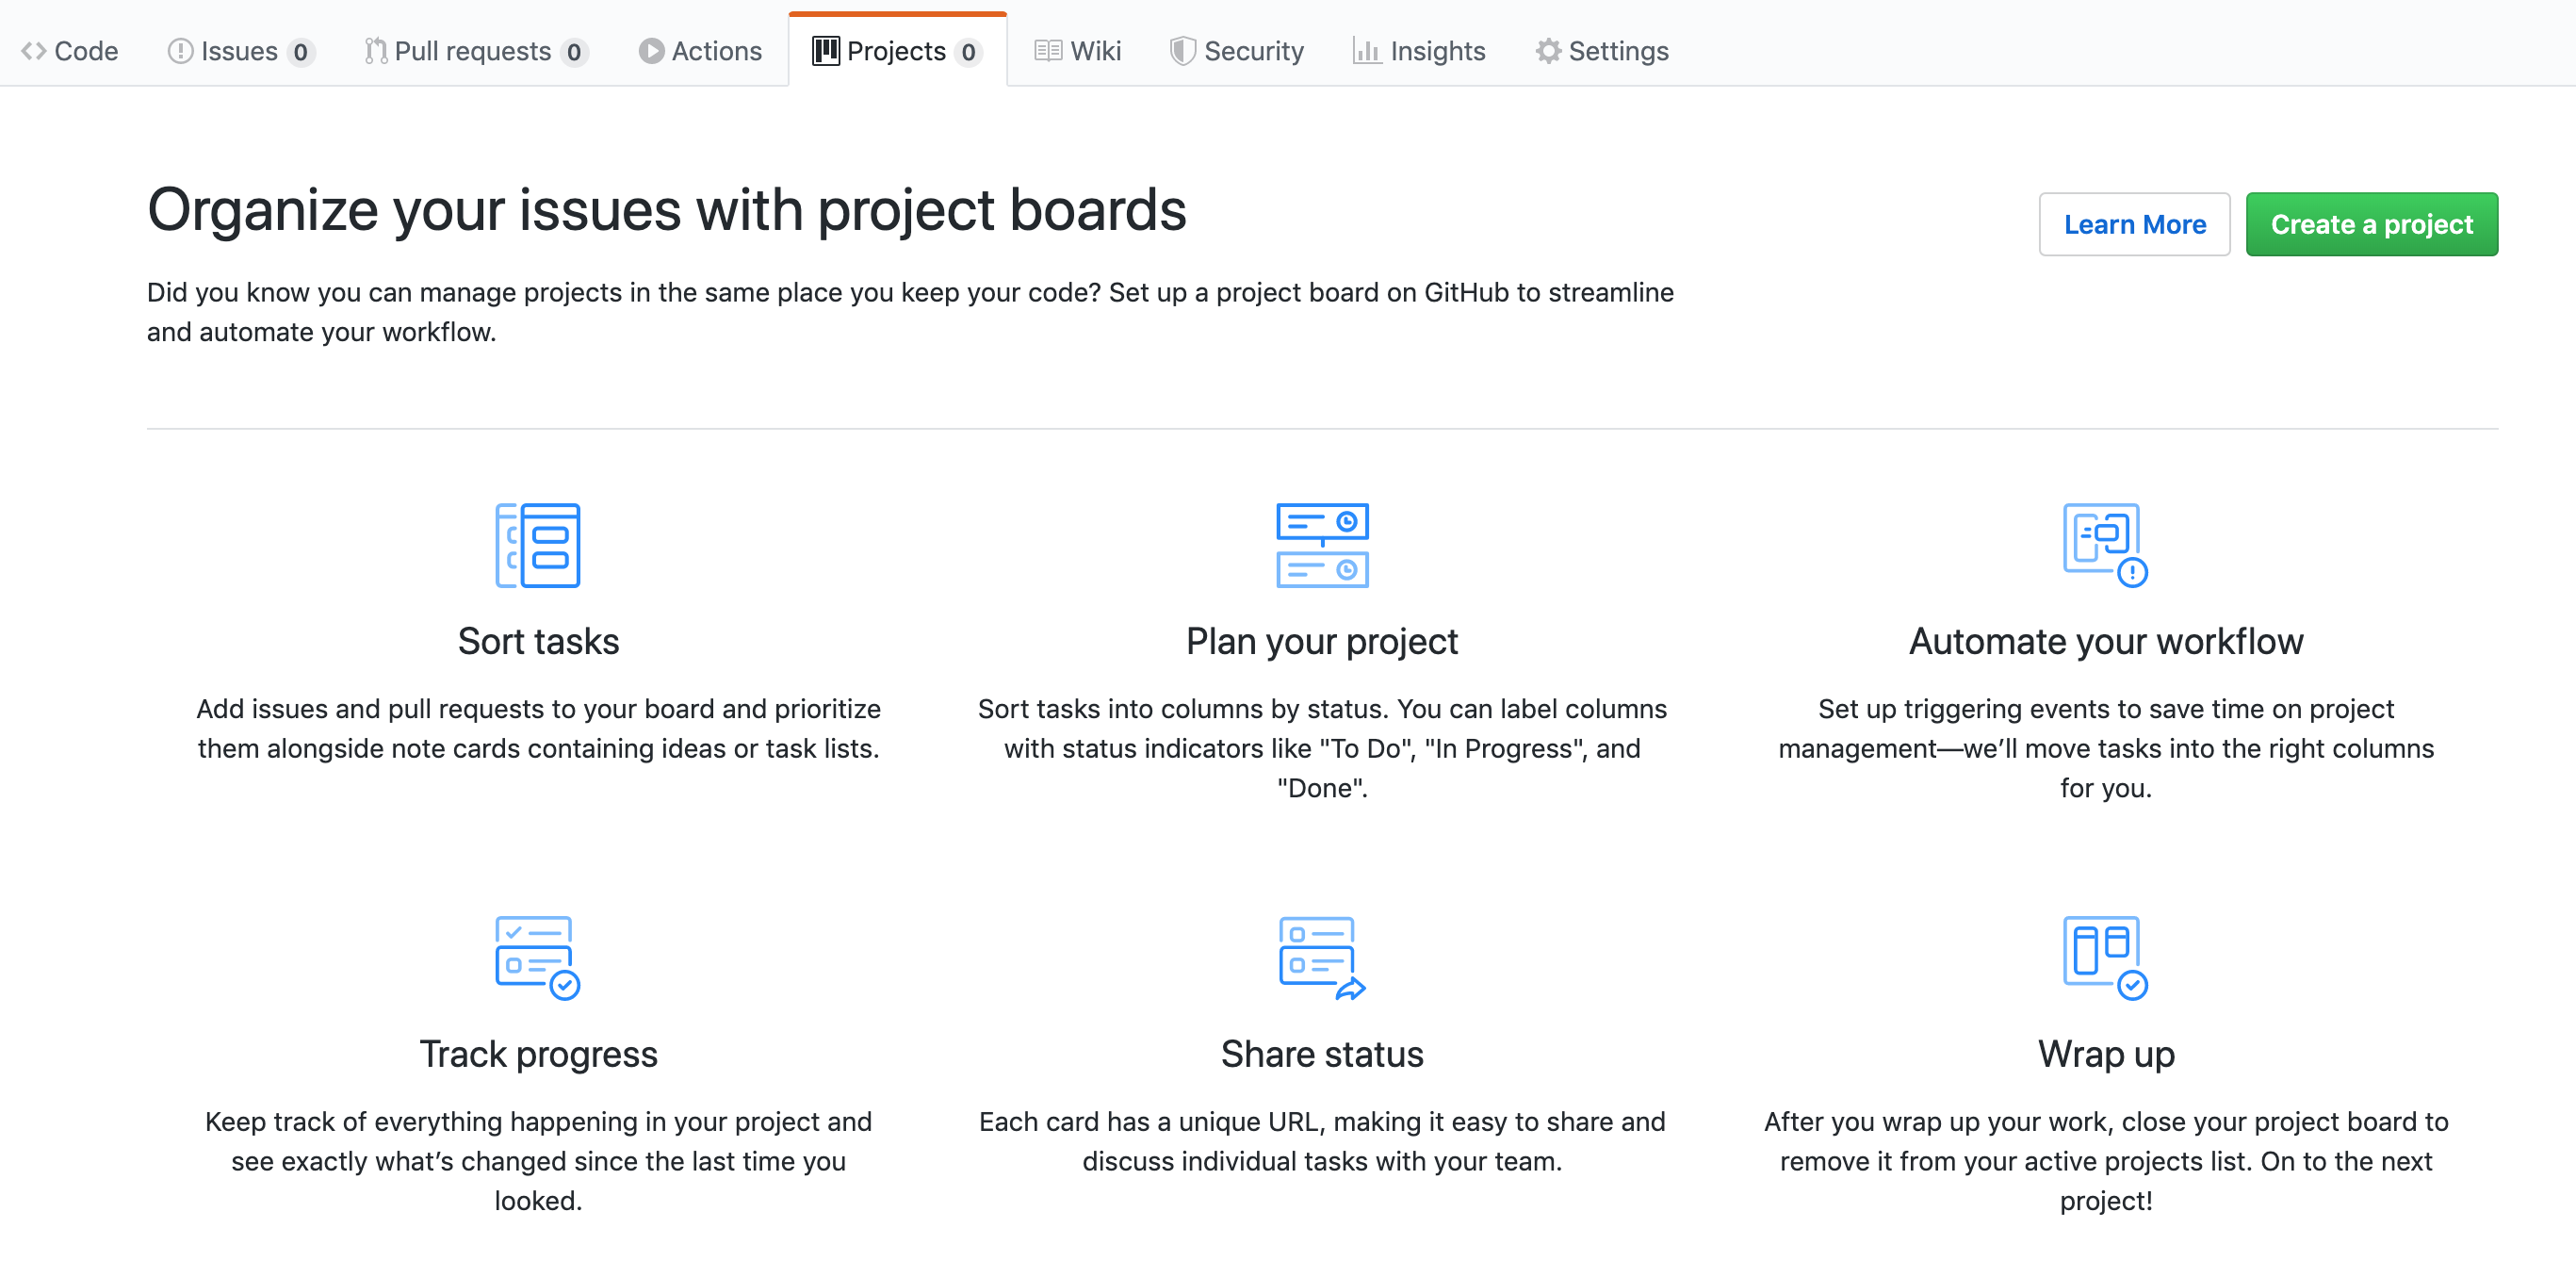 Code Issues 0 Pull requests 0 Actions Projects 0 Wiki Security Insights Settings
Organize your issues with project boards
Learn More Create a project
Did you know you can manage projects in the same place you keep your code? Set up a project board on GitHub to streamline
and automate your workflow.
Sort tasks
Add issues and pull requests to your board and prioritize
them alongside note cards containing ideas or task lists.
Plan your project
Sort tasks into columns by status. You can label columns
with status indicators like "To Do", "In Progress", and
"Done".
Automate your workflow
Set up triggering events to save time on project
management—we’ll move tasks into the right columns
for you.
Track progress
Keep track of everything happening in your project and
see exactly what’s changed since the last time you
looked.
Share status
Each card has a unique URL, making it easy to share and
discuss individual tasks with your team.
Wrap up
After you wrap up your work, close your project board to
remove it from your active projects list. On to the next
project!